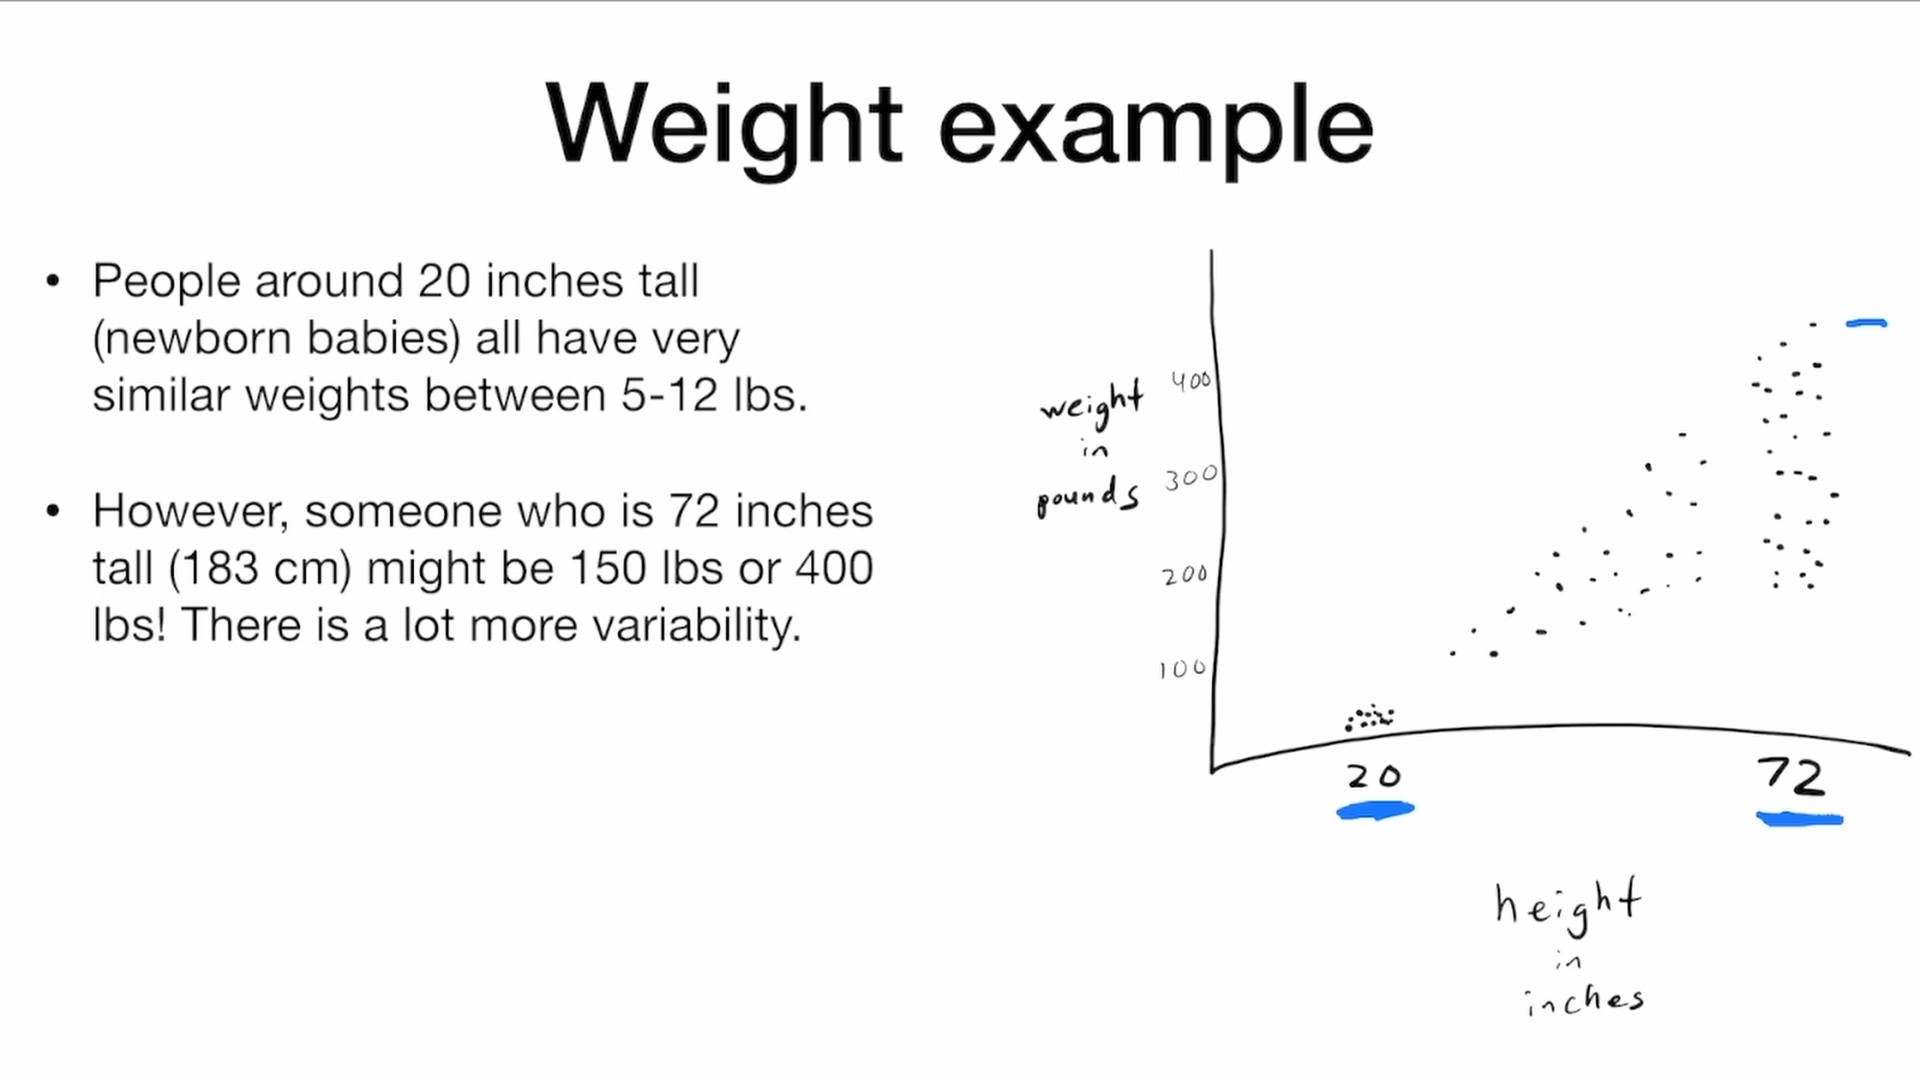 Weight example
• People around 20 inches tall
(newborn babies) all have very
similar weights between 5-12 lbs.
• However, someone who is 72 inches
tall (183 cm) might be 150 lbs or 400
lbs! There is a lot more variability.
weight
in
pounds
400
300
200
100
20
72
height
in
inches